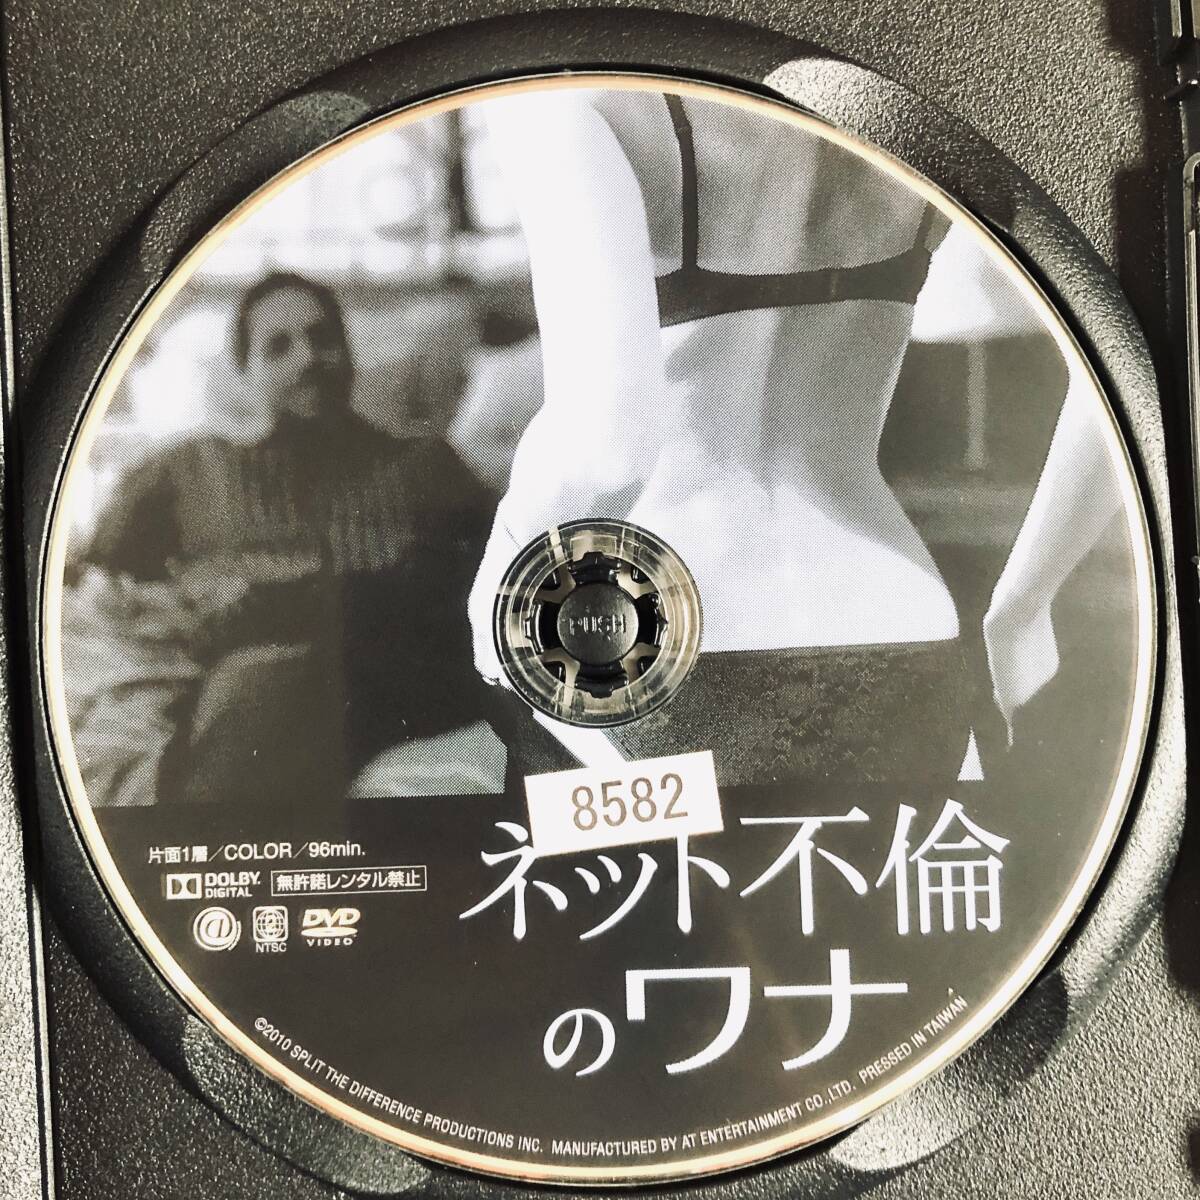 PUSH
8582
ネット不倫
のワナ
片面1層／COLOR／96min.
DOLBY
DIGITAL
無許諾レンタル禁止
@
2
NTSC
DVD
VIDEO
©2010 SPLIT THE DIFFERENCE PRODUCTIONS INC. MANUFACTURED BY AT ENTERTAINMENT CO.,LTD. PRESSED IN TAIWAN